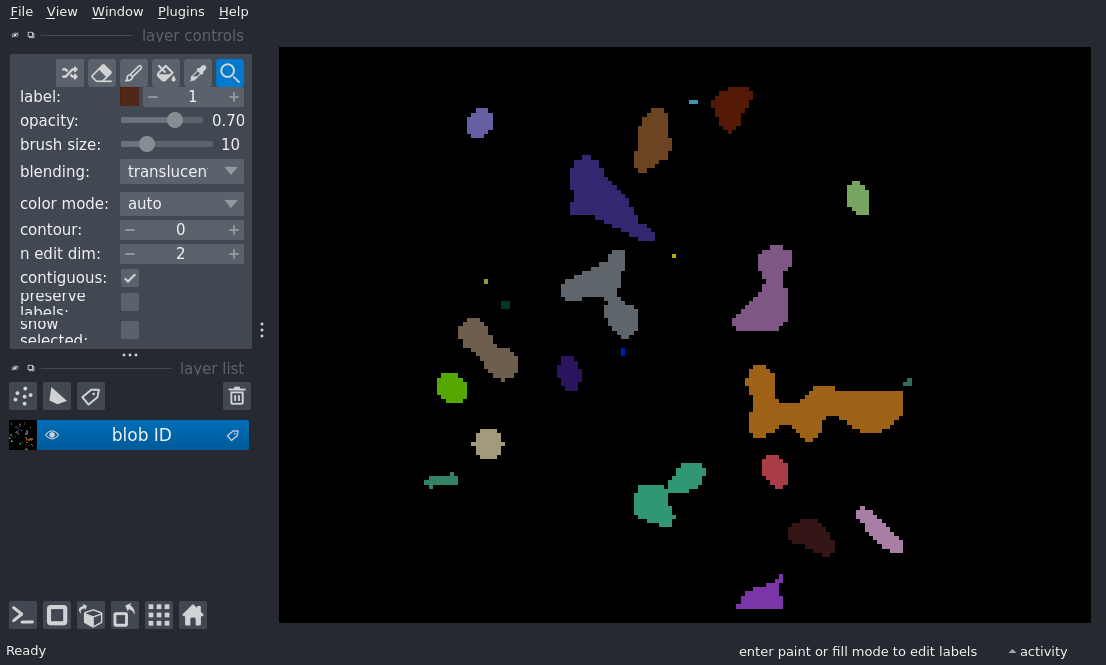 File View Window Plugins Help
layer controls
label: 1
opacity: 0.70
brush size: 10
blending: translucen
color mode: auto
contour: 0
n edit dim: 2
contiguous:
preserve
labels:
show
selected:
layer list
blob ID
Ready
enter paint or fill mode to edit labels
activity